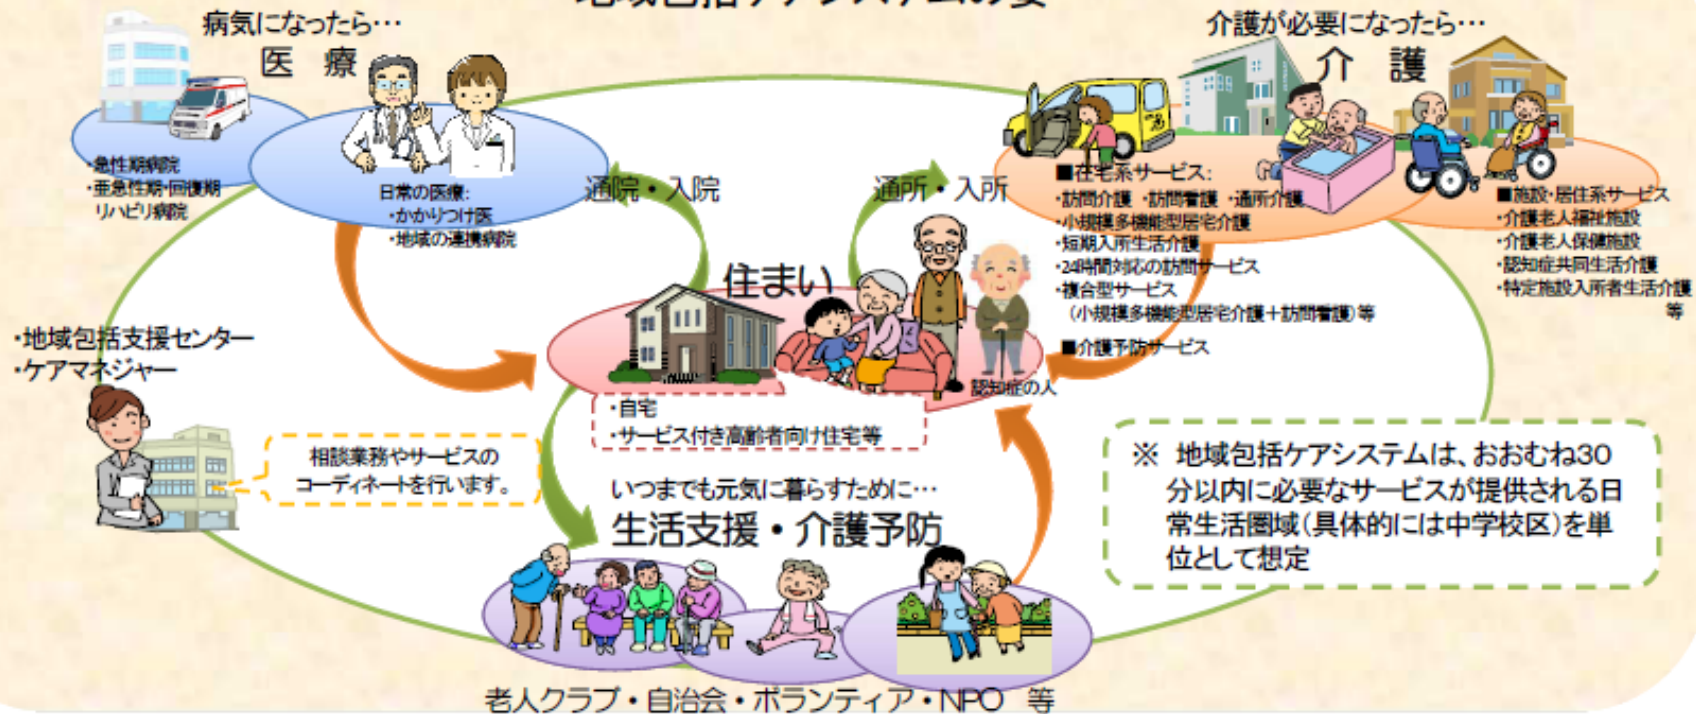 地域包括ケアシステムの姿
病気になったら…
医 療
・急性期病院
・亜急性期・回復期
リハビリ病院
日常の医療:
・かかりつけ医
・地域の連携病院
通院・入院
通所・入所
介護が必要になったら…
介 護
■在宅系サービス:
・訪問介護 ・訪問看護 ・通所介護
・小規模多機能型居宅介護
・短期入所生活介護
・24時間対応の訪問サービス
・複合型サービス
(小規模多機能型居宅介護+訪問看護)等
■介護予防サービス
■施設・居住系サービス
・介護老人福祉施設
・介護老人保健施設
・認知症共同生活介護
・特定施設入所者生活介護
等
住まい
認知症の人
・自宅
・サービス付き高齢者向け住宅等
・地域包括支援センター
・ケアマネジャー
相談業務やサービスの
コーディネートを行います。
いつまでも元気に暮らすために…
生活支援・介護予防
老人クラブ・自治会・ボランティア・NPO 等
※ 地域包括ケアシステムは、おおむね30
分以内に必要なサービスが提供される日
常生活圏域(具体的には中学校区)を単
位として想定